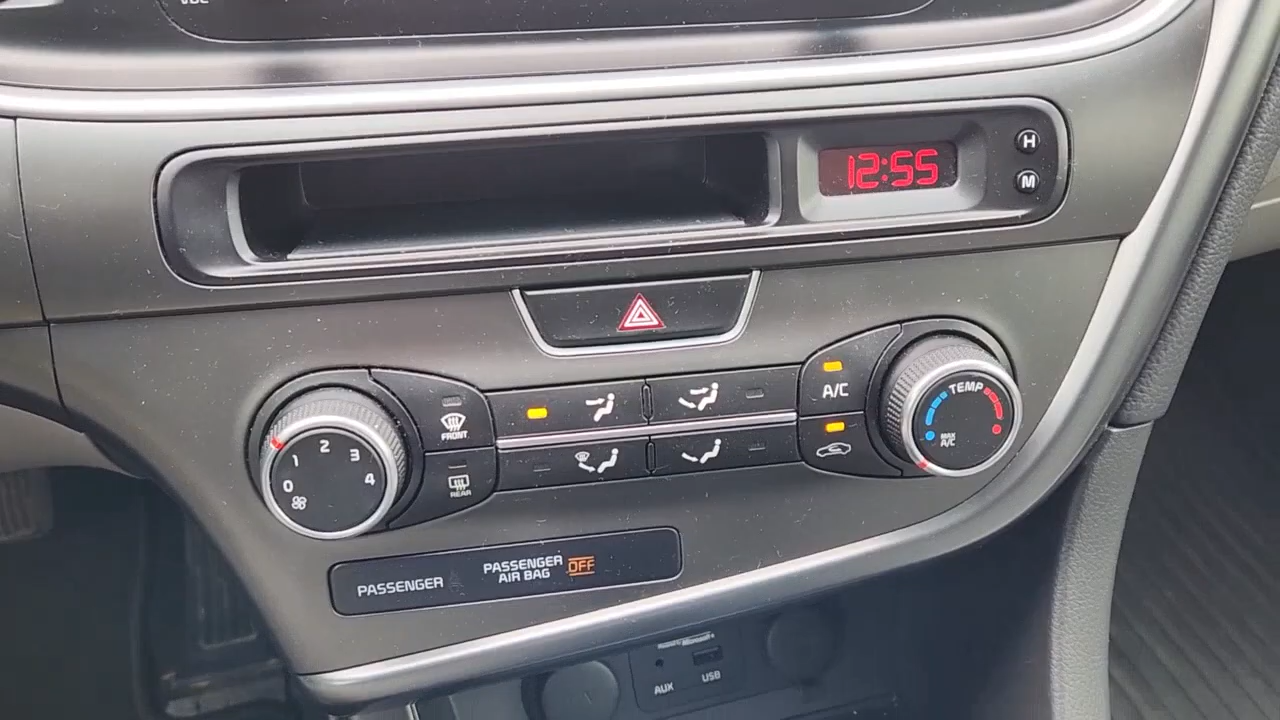 12:55
H
M
FRONT
REAR
0
1
2
3
4
A/C
TEMP
MAX
A/C
PASSENGER
PASSENGER
AIR BAG OFF
AUX
USB